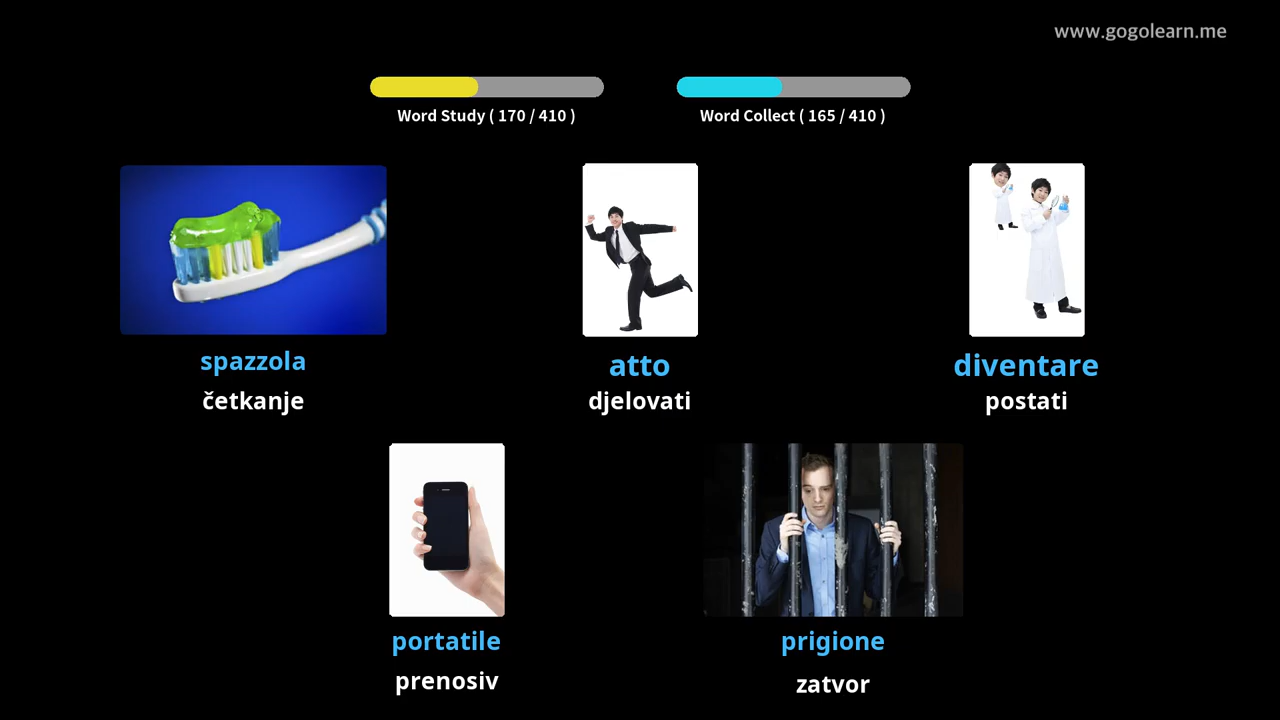 www.gogolearn.me
Word Study ( 170 / 410 )
Word Collect ( 165 / 410 )
spazzola
četkanje
atto
djelovati
diventare
postati
portatile
prenosiv
prigione
zatvor